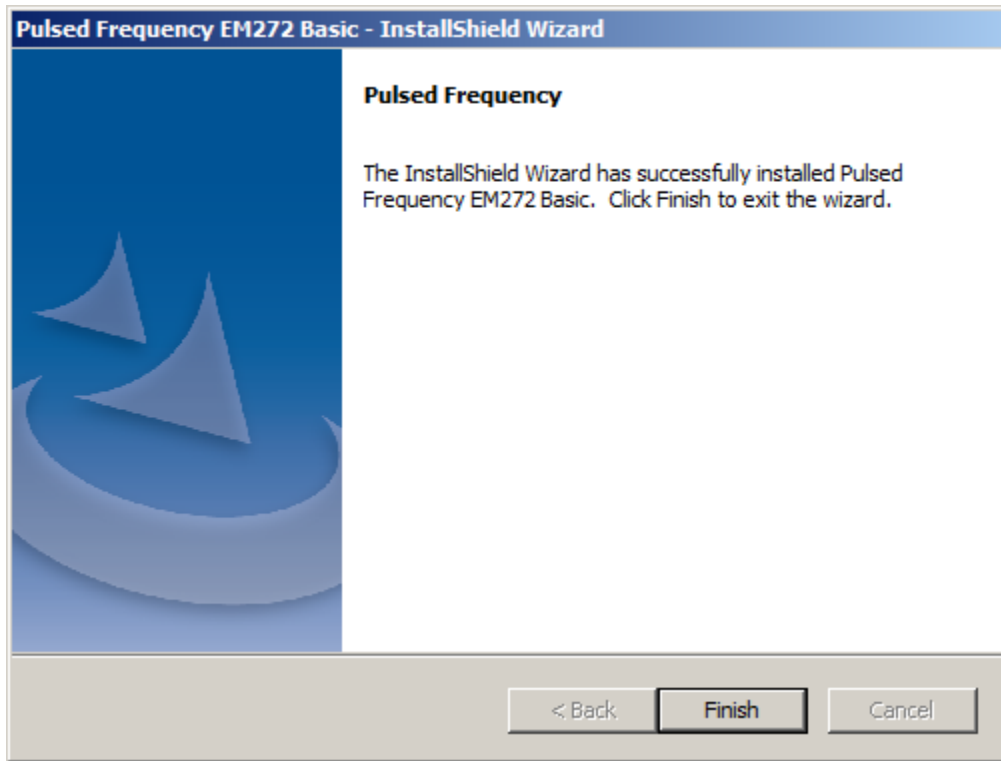 Pulsed Frequency EM272 Basic - InstallShield Wizard
Pulsed Frequency
The InstallShield Wizard has successfully installed Pulsed
Frequency EM272 Basic.  Click Finish to exit the wizard.
< Back
Finish
Cancel